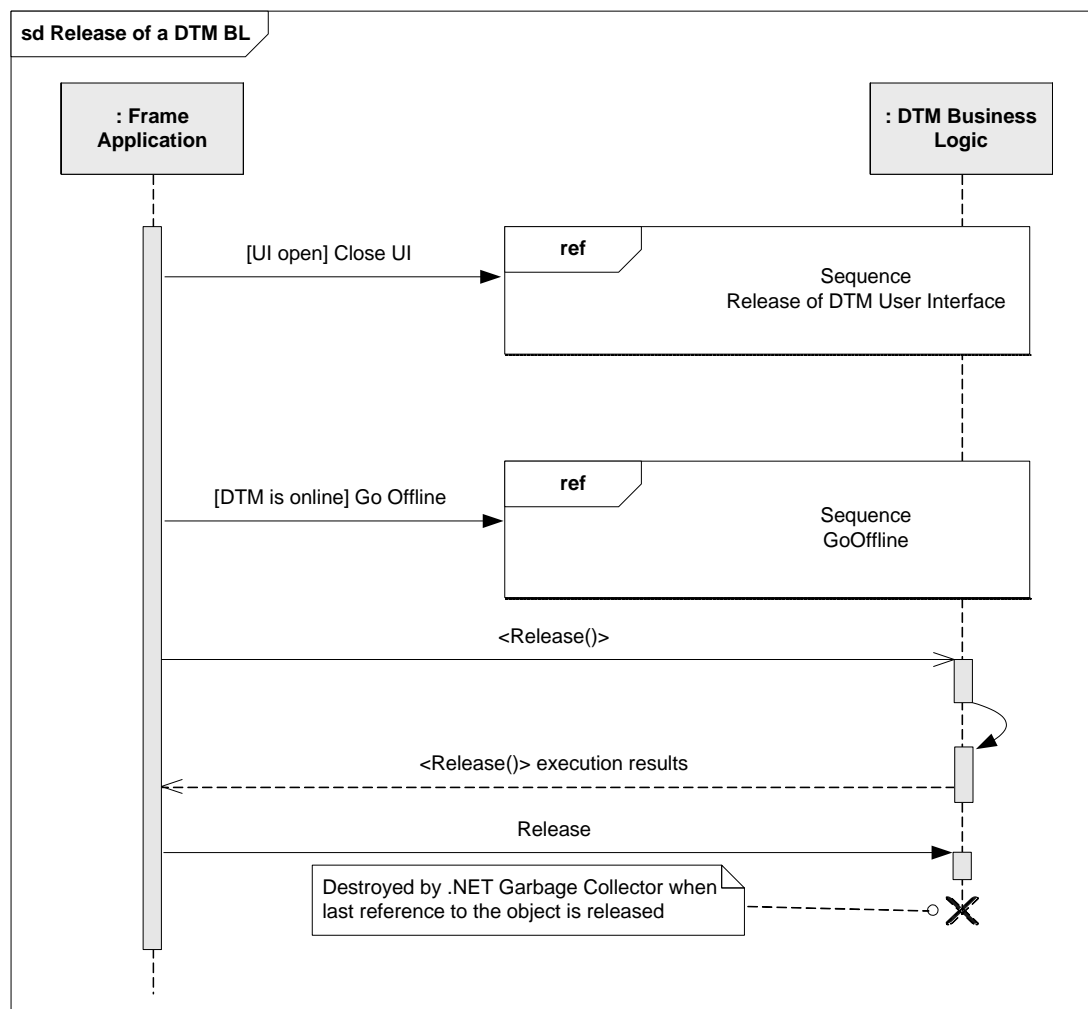 sd Release of a DTM BL
: Frame
Application
: DTM Business
Logic
[UI open] Close UI
ref
Sequence
Release of DTM User Interface
[DTM is online] Go Offline
ref
Sequence
GoOffline
<Release()>
<Release()> execution results
Release
Destroyed by .NET Garbage Collector when
last reference to the object is released